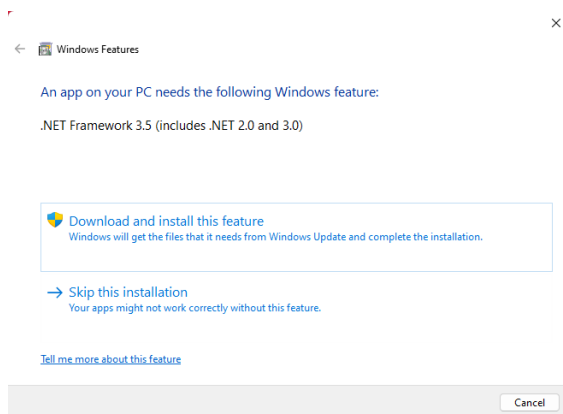 Windows Features
An app on your PC needs the following Windows feature:
.NET Framework 3.5 (includes .NET 2.0 and 3.0)
Download and install this feature
Windows will get the files that it needs from Windows Update and complete the installation.
Skip this installation
Your apps might not work correctly without this feature.
Tell me more about this feature
Cancel